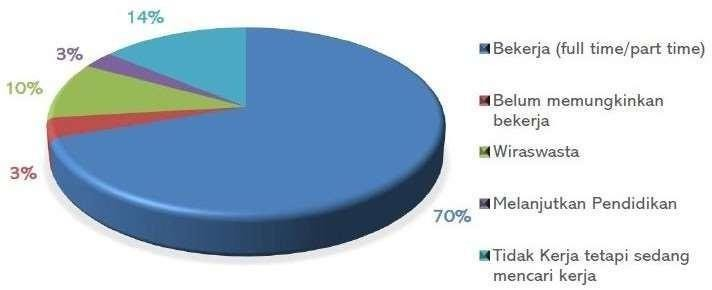 14%
3%
10%
3%
70%
Bekerja (full time/part time)
Belum memungkinkan
bekerja
Wiraswasta
Melanjutkan Pendidikan
Tidak Kerja tetapi sedang
mencari kerja